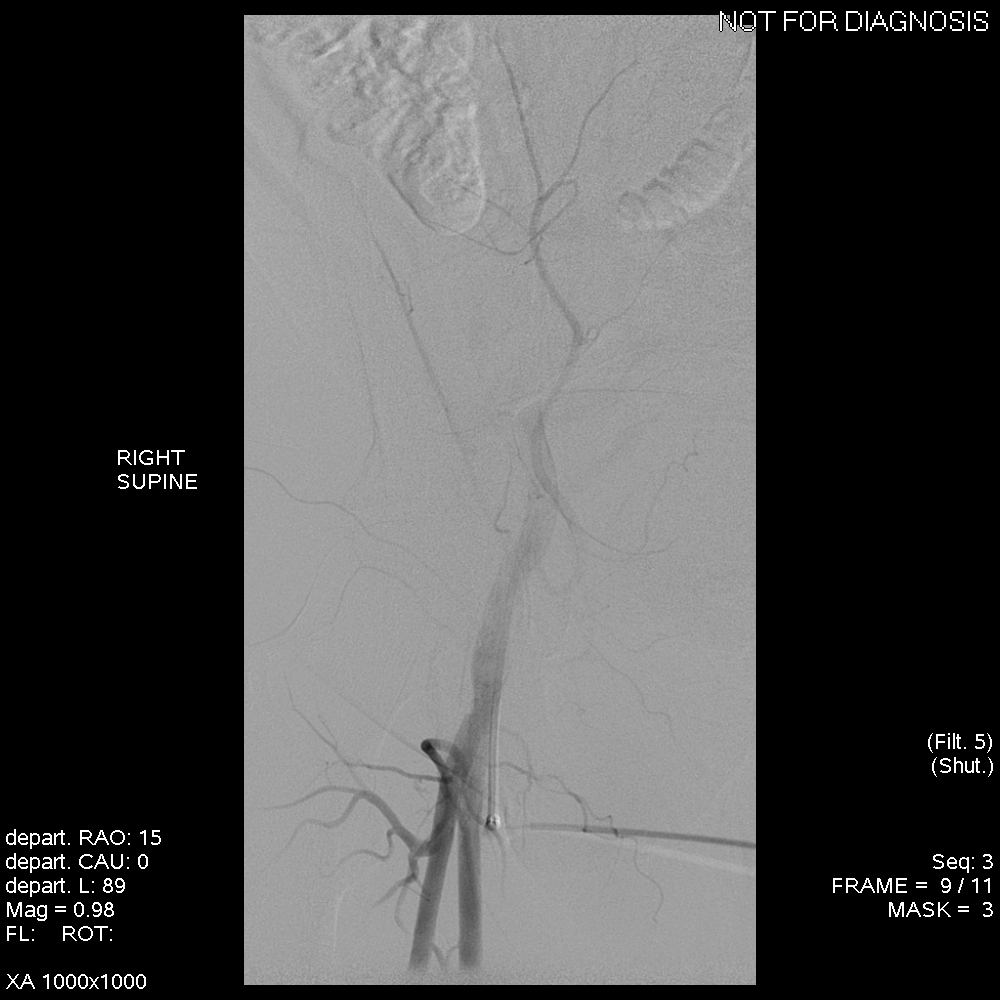 NOT FOR DIAGNOSIS
RIGHT
SUPINE
(Filt. 5)
(Shut.)
depart. RAO: 15
depart. CAU: 0
depart. L: 89
Mag = 0.98
FL: ROT:
XA 1000x1000
Seq: 3
FRAME = 9 / 11
MASK = 3